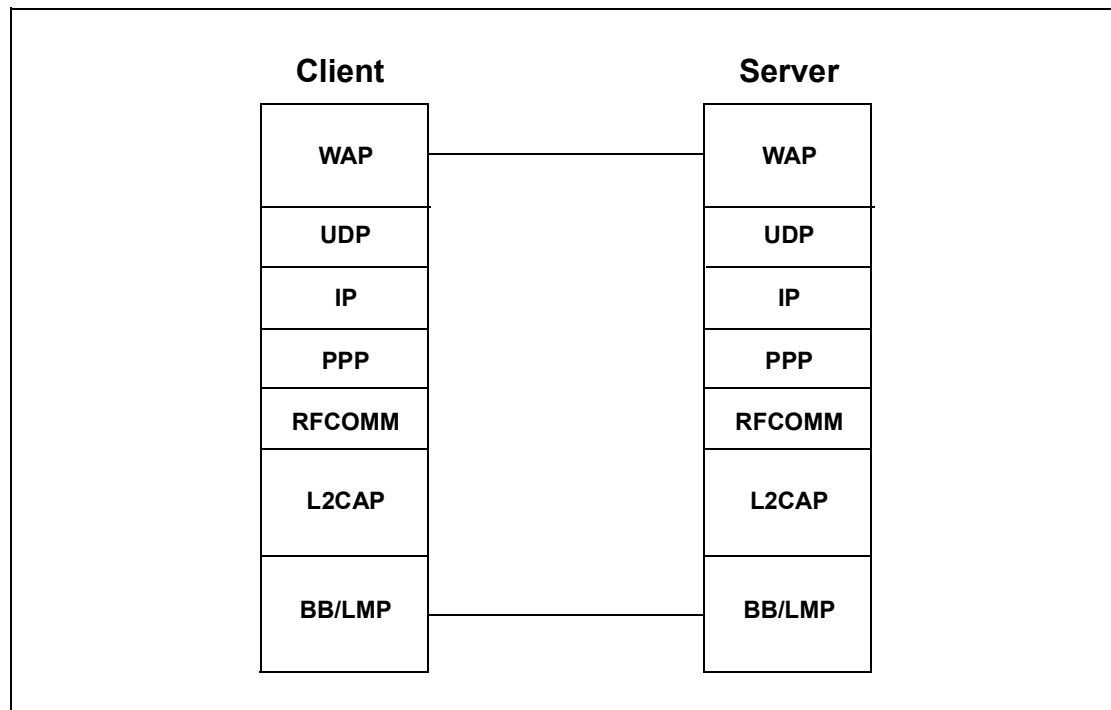 Client Server
WAP WAP
UDP UDP
IP IP
PPP PPP
RFCOMM RFCOMM
L2CAP L2CAP
BB/LMP BB/LMP